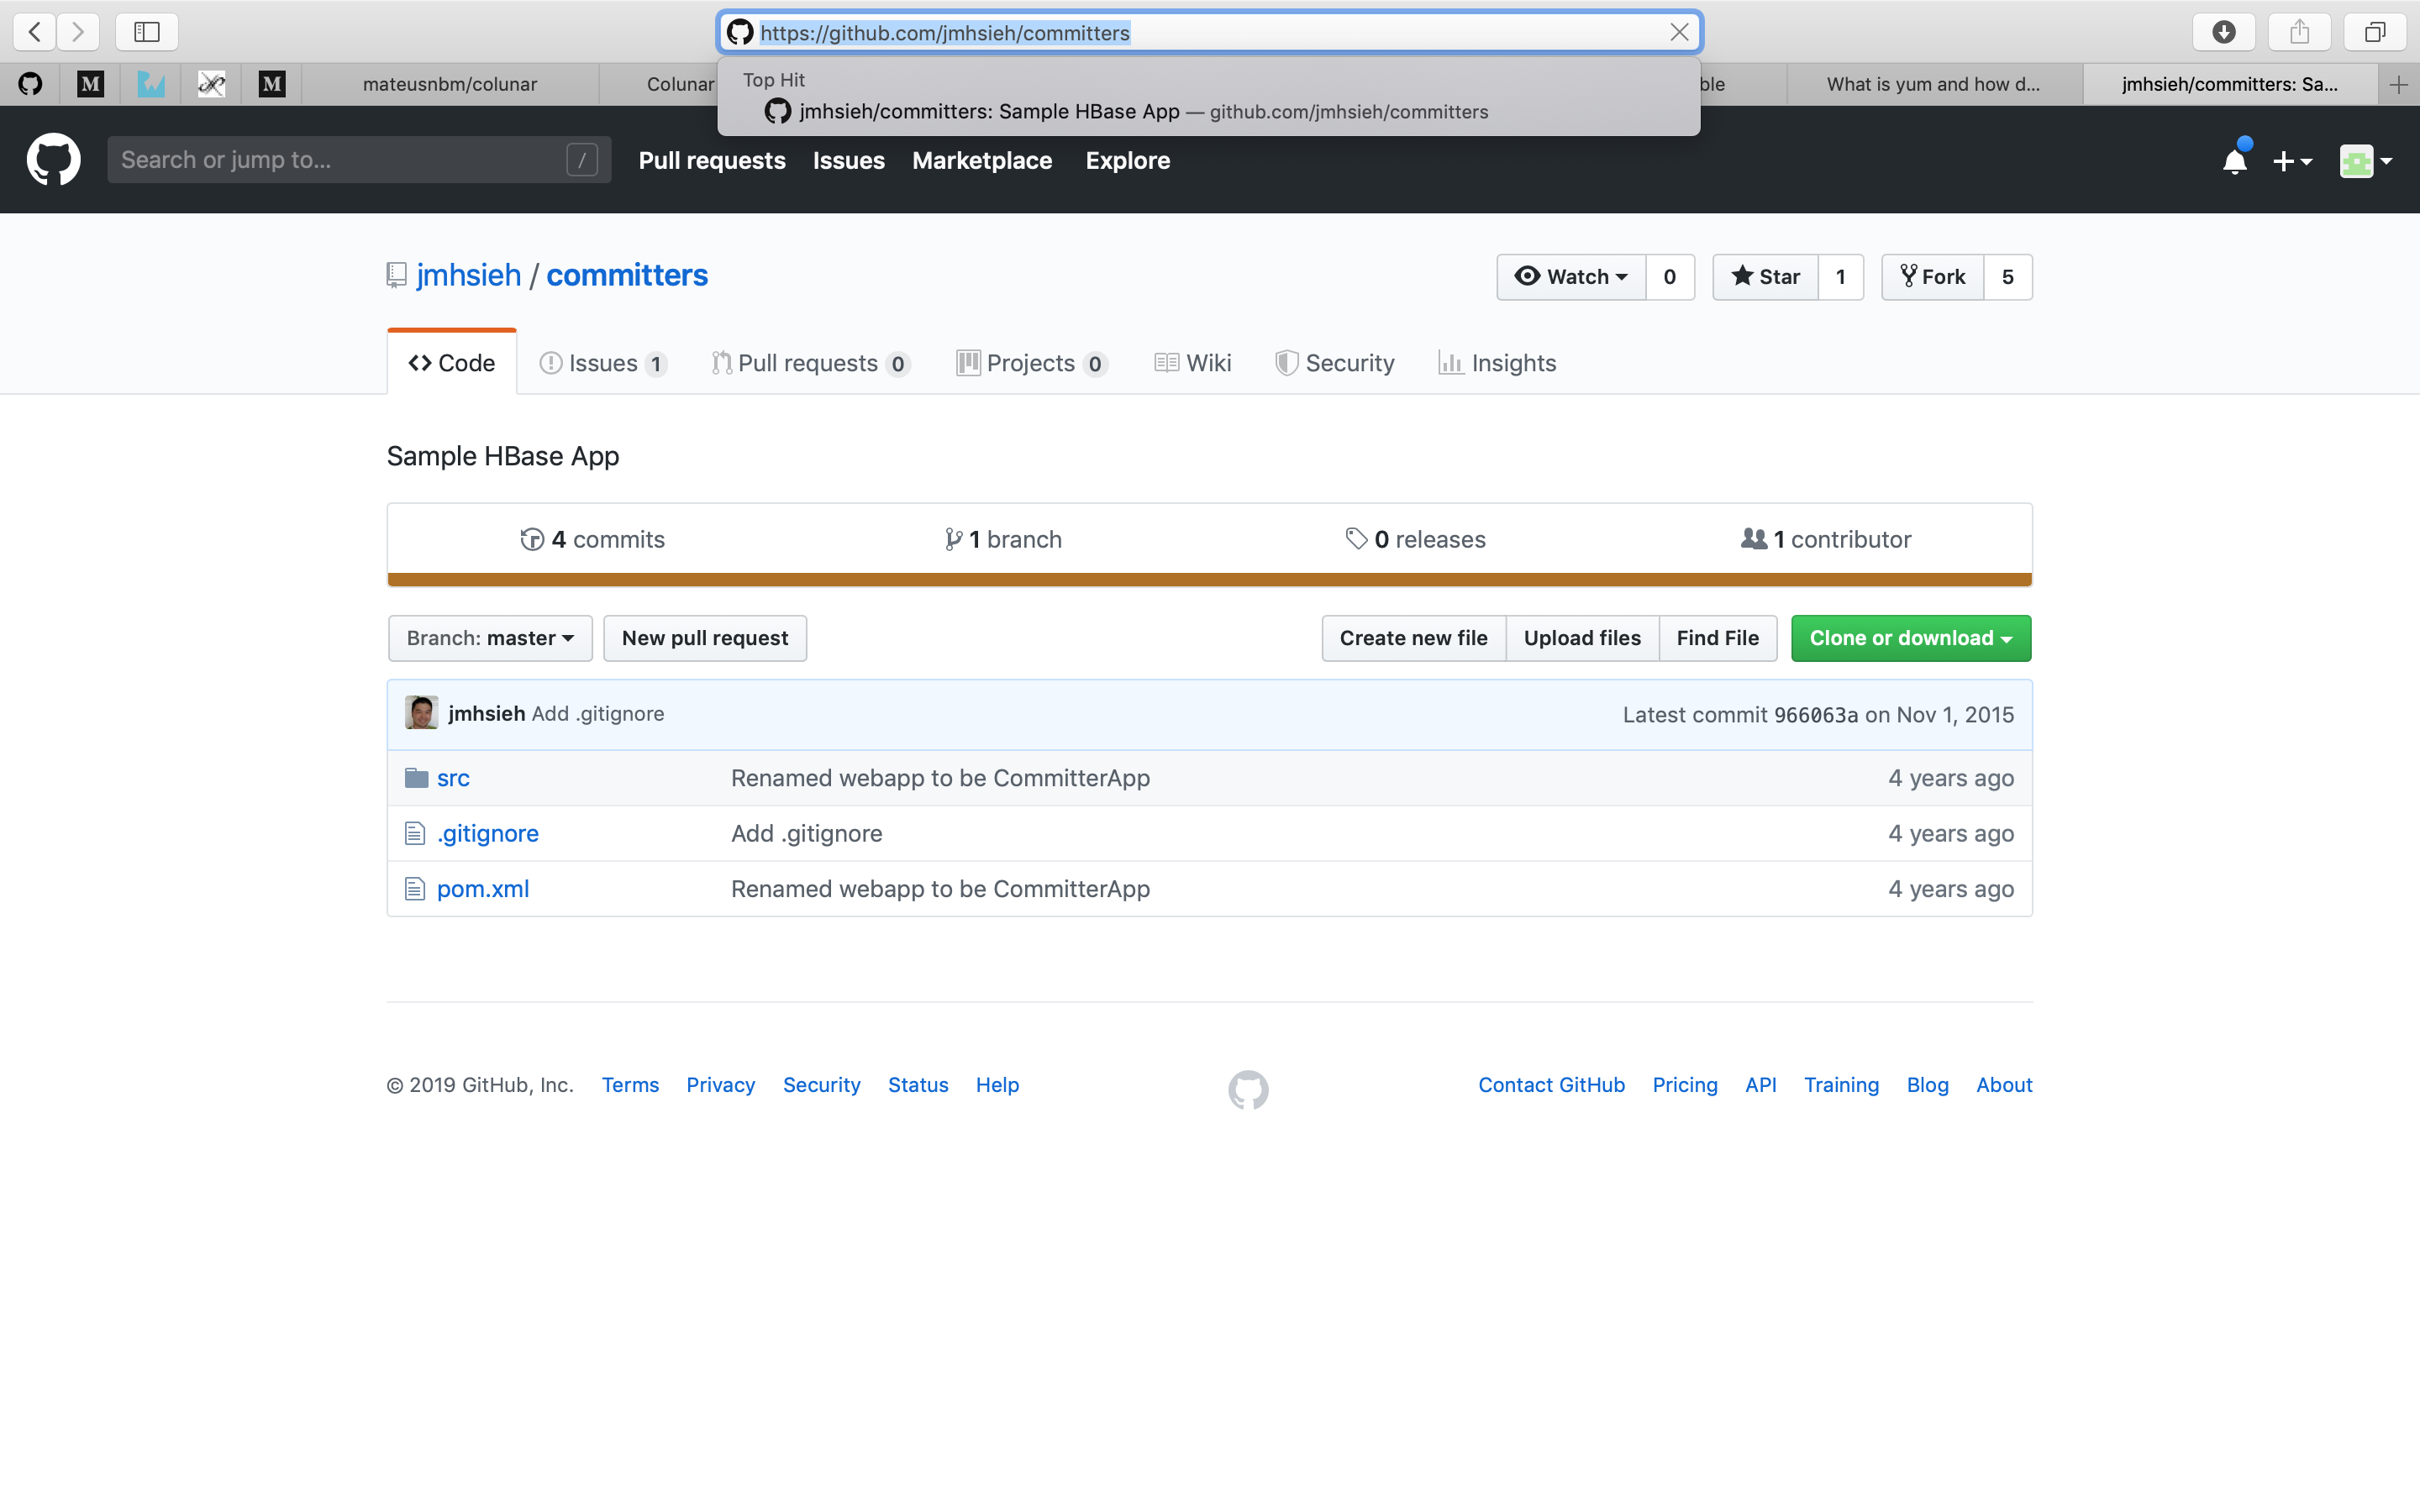 https://github.com/jmhsieh/committers
Top Hit
jmhsieh/committers: Sample HBase App — github.com/jmhsieh/committers
M
M
mateusnbm/colunar
Colunar
ble
What is yum and how d...
jmhsieh/committers: Sa...
Search or jump to...
/
Pull requests
Issues
Marketplace
Explore
jmhsieh / committers
Watch 0
Star 1
Fork 5
Code
Issues 1
Pull requests 0
Projects 0
Wiki
Security
Insights
Sample HBase App
4 commits
1 branch
0 releases
1 contributor
Branch: master
New pull request
Create new file
Upload files
Find File
Clone or download
jmhsieh Add .gitignore
Latest commit 966063a on Nov 1, 2015
src
Renamed webapp to be CommitterApp
4 years ago
.gitignore
Add .gitignore
4 years ago
pom.xml
Renamed webapp to be CommitterApp
4 years ago
© 2019 GitHub, Inc.
Terms
Privacy
Security
Status
Help
Contact GitHub
Pricing
API
Training
Blog
About